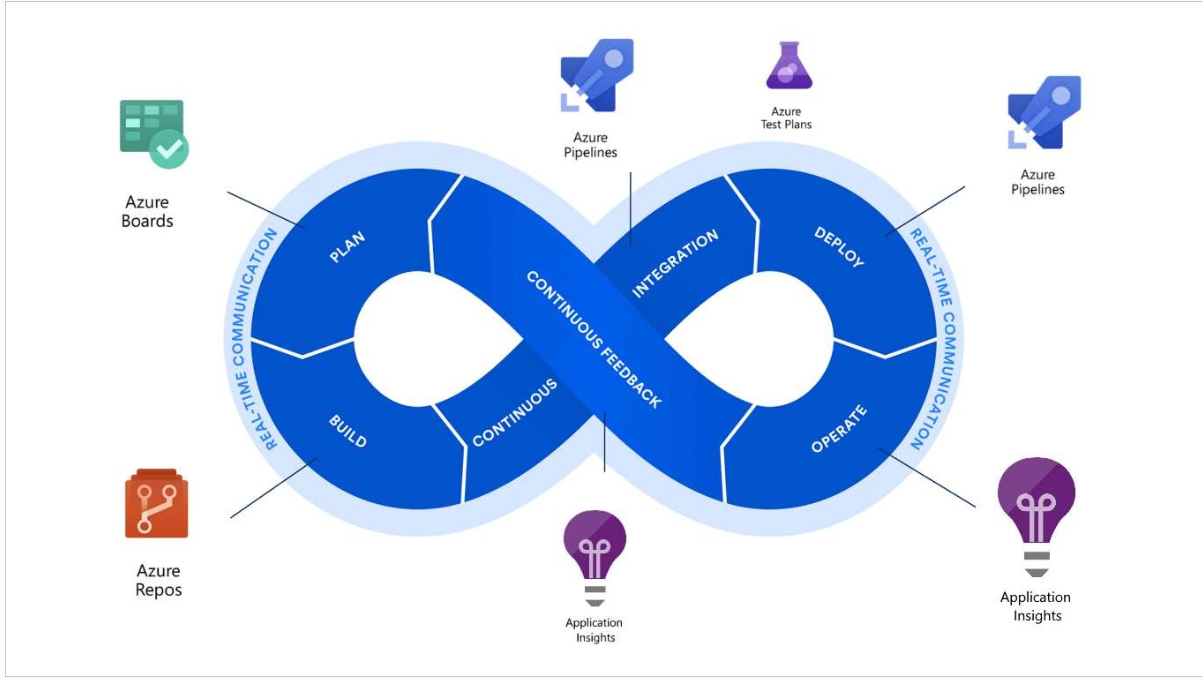 Azure
Boards
Azure
Pipelines
Azure
Test Plans
Azure
Pipelines
REAL-TIME COMMUNICATION
PLAN
CONTINUOUS FEEDBACK
INTEGRATION
DEPLOY
REAL-TIME COMMUNICATION
BUILD
CONTINUOUS
OPERATE
Azure
Repos
Application
Insights
Application
Insights